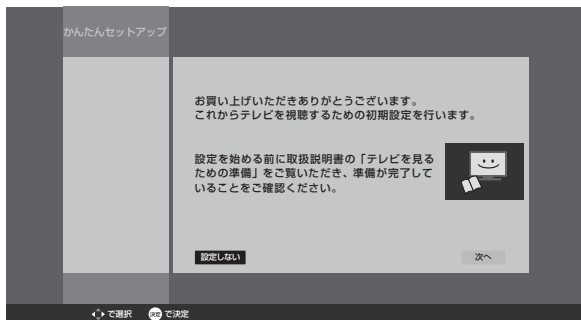 かんたんセットアップ
お買い上げいただきありがとうございます。
これからテレビを視聴するための初期設定を行います。
設定を始める前に取扱説明書の「テレビを見る
ための準備」をご覧いただき、準備が完了して
いることをご確認ください。
設定しない
次へ
で選択 決定 で決定